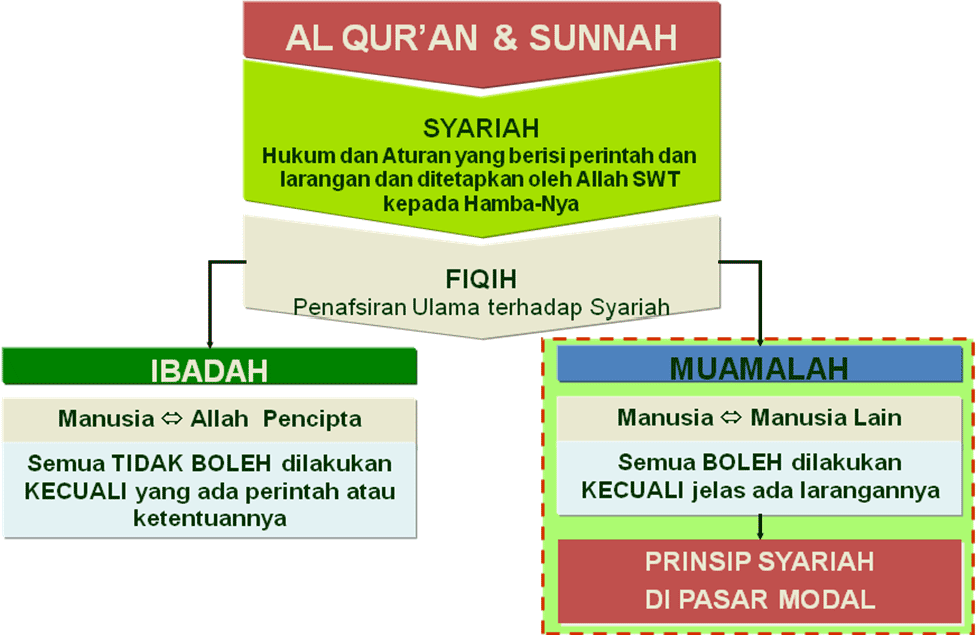 AL QUR’AN & SUNNAH
SYARIAH
Hukum dan Aturan yang berisi perintah dan
larangan dan ditetapkan oleh Allah SWT
kepada Hamba-Nya
FIQIH
Penafsiran Ulama terhadap Syariah
IBADAH
Manusia ⇔ Allah Pencipta
Semua TIDAK BOLEH dilakukan
KECUALI yang ada perintah atau
ketentuannya
MUAMALAH
Manusia ⇔ Manusia Lain
Semua BOLEH dilakukan
KECUALI jelas ada larangannya
PRINSIP SYARIAH
DI PASAR MODAL